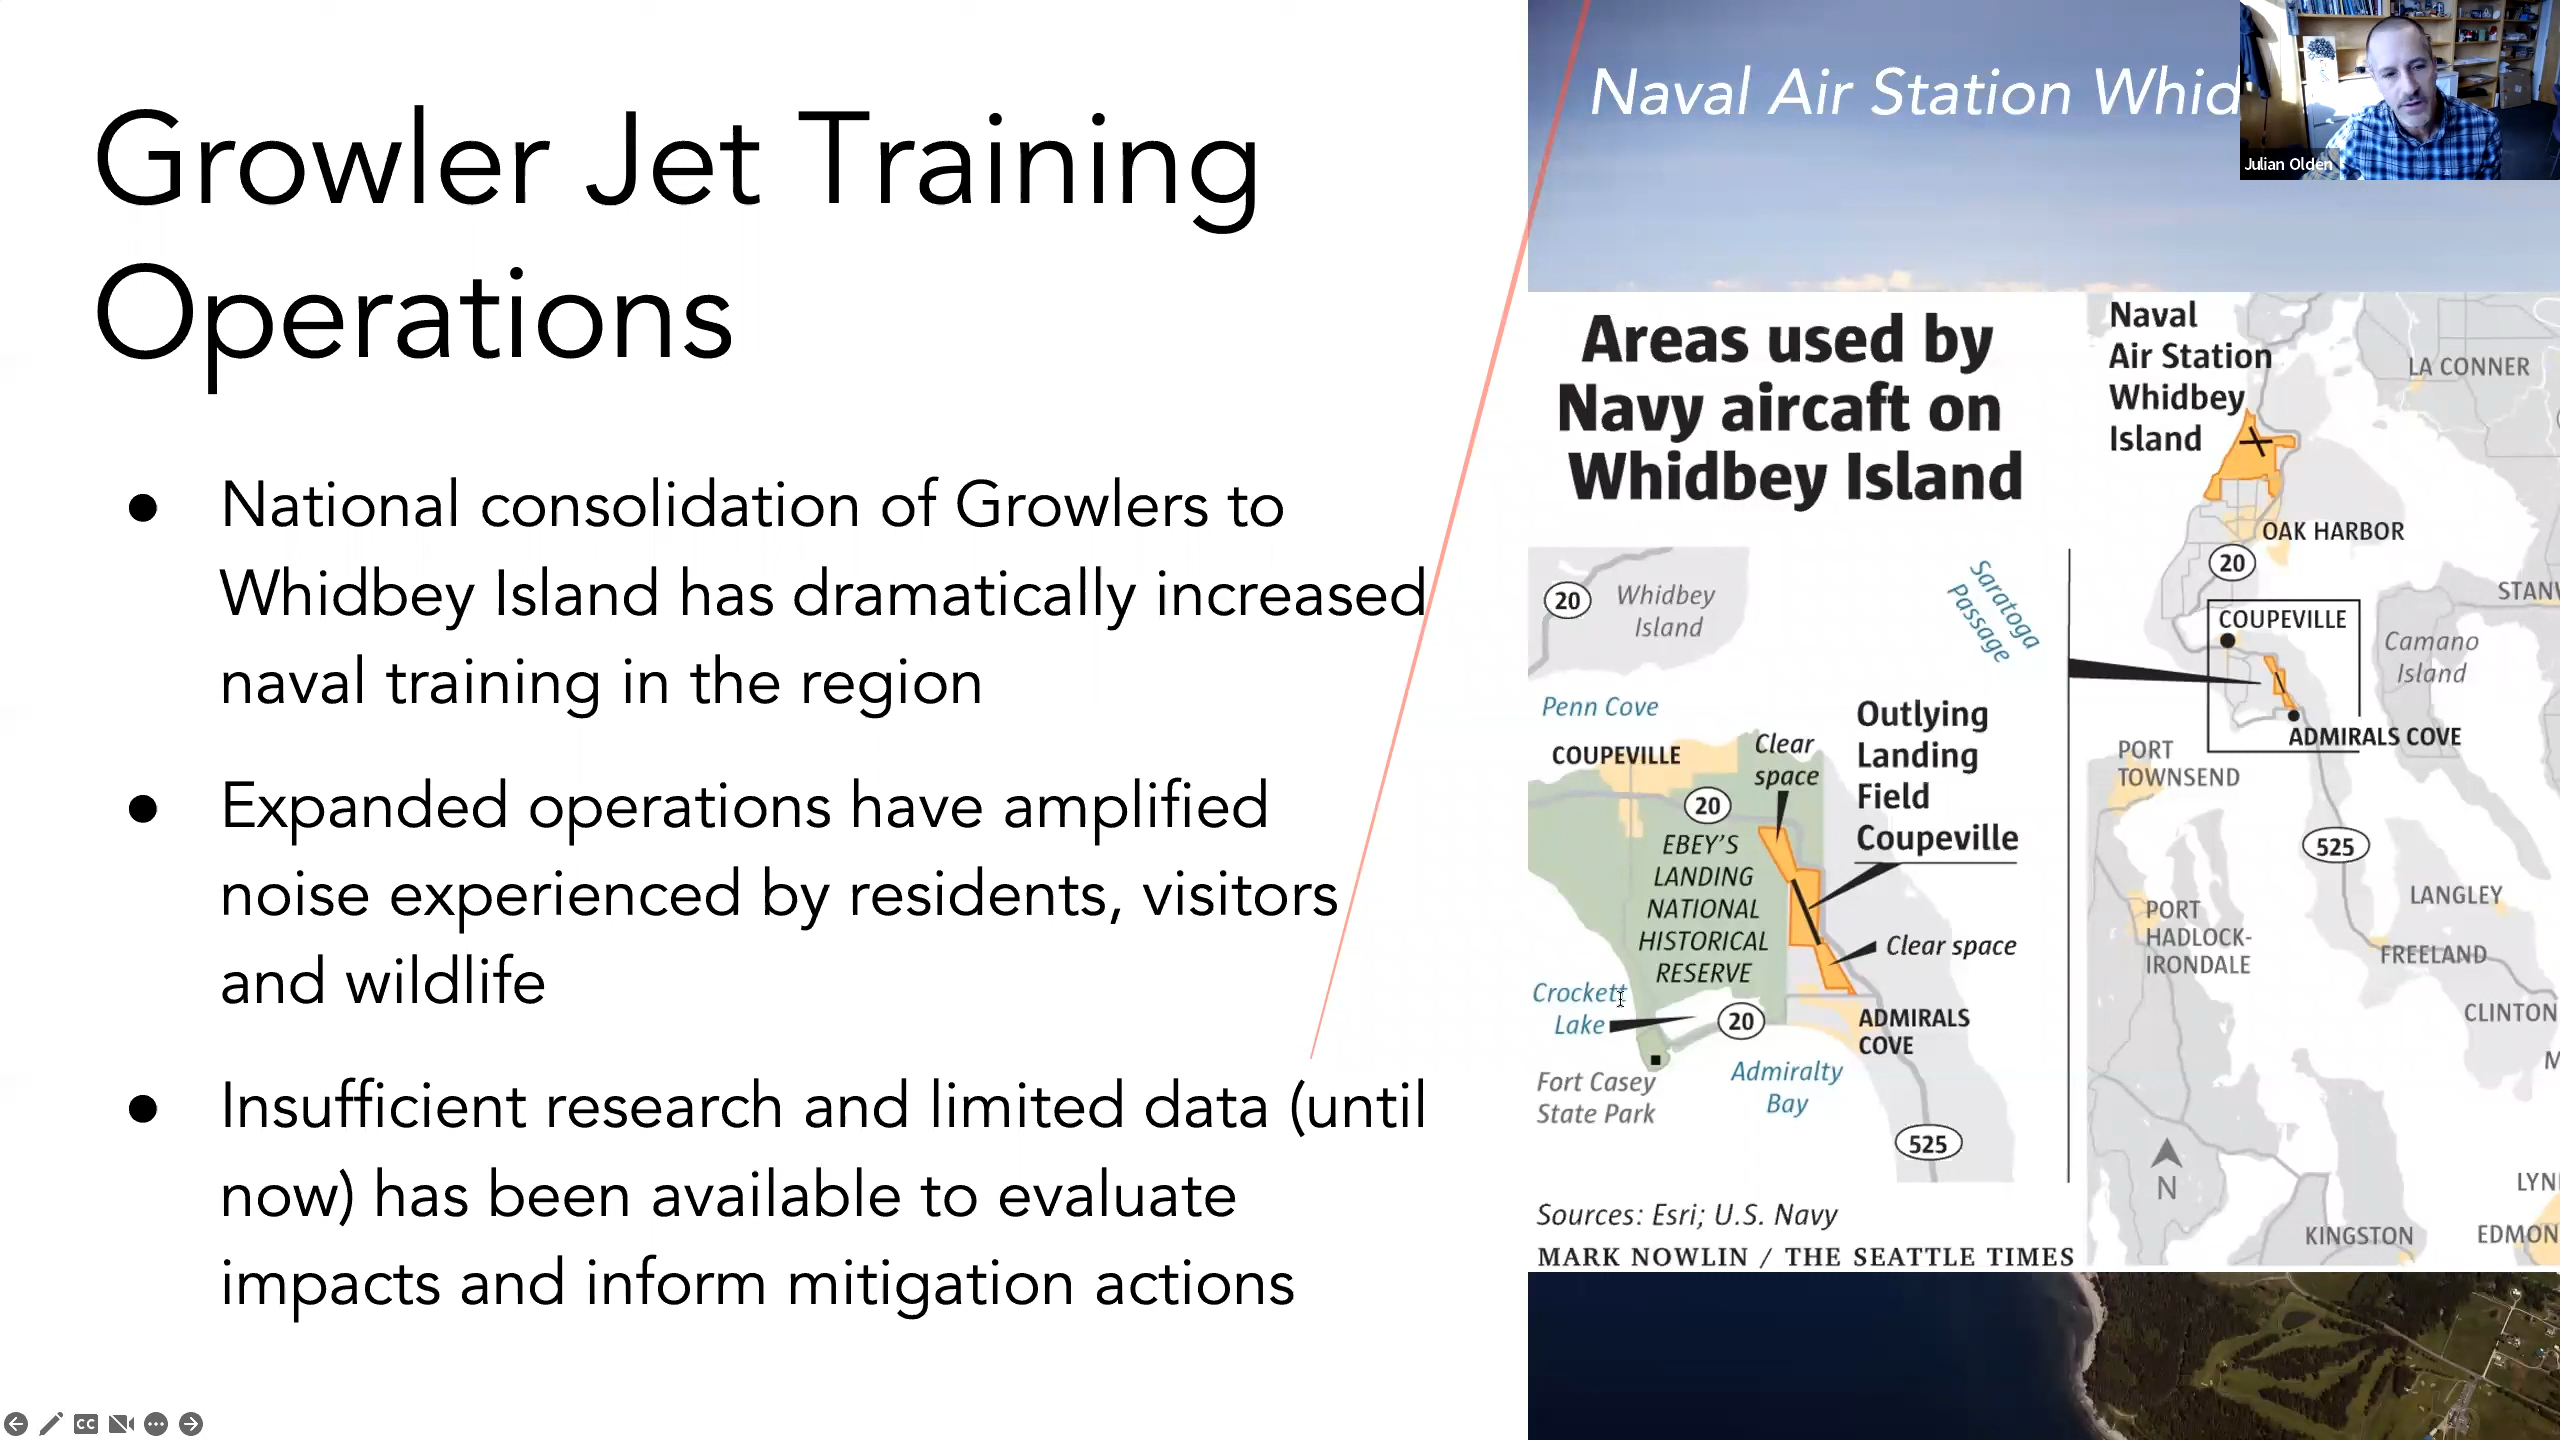 Growler Jet Training
Operations
● National consolidation of Growlers to
Whidbey Island has dramatically increased
naval training in the region
● Expanded operations have amplified
noise experienced by residents, visitors
and wildlife
● Insufficient research and limited data (until
now) has been available to evaluate
impacts and inform mitigation actions
Naval Air Station Whid
Julian Olden
Areas used by
Navy aircaft on
Whidbey Island
20
Whidbey
Island
Saratoga
Passage
Penn Cove
COUPEVILLE
Clear
space
Outlying
Landing
Field
Coupeville
20
EBEY'S
LANDING
NATIONAL
HISTORICAL
RESERVE
Clear space
Crockett
Lake
20
ADMIRALS
COVE
Fort Casey
State Park
Admiralty
Bay
525
Sources: Esri; U.S. Navy
MARK NOWLIN / THE SEATTLE TIMES
Naval
Air Station
Whidbey
Island
LA CONNER
OAK HARBOR
20
STANW
COUPEVILLE
Camano
Island
ADMIRALS COVE
PORT
TOWNSEND
525
LANGLEY
PORT
HADLOCK-
IRONDALE
FREELAND
CLINTON
M
N
LYN
KINGSTON
EDMON
CC